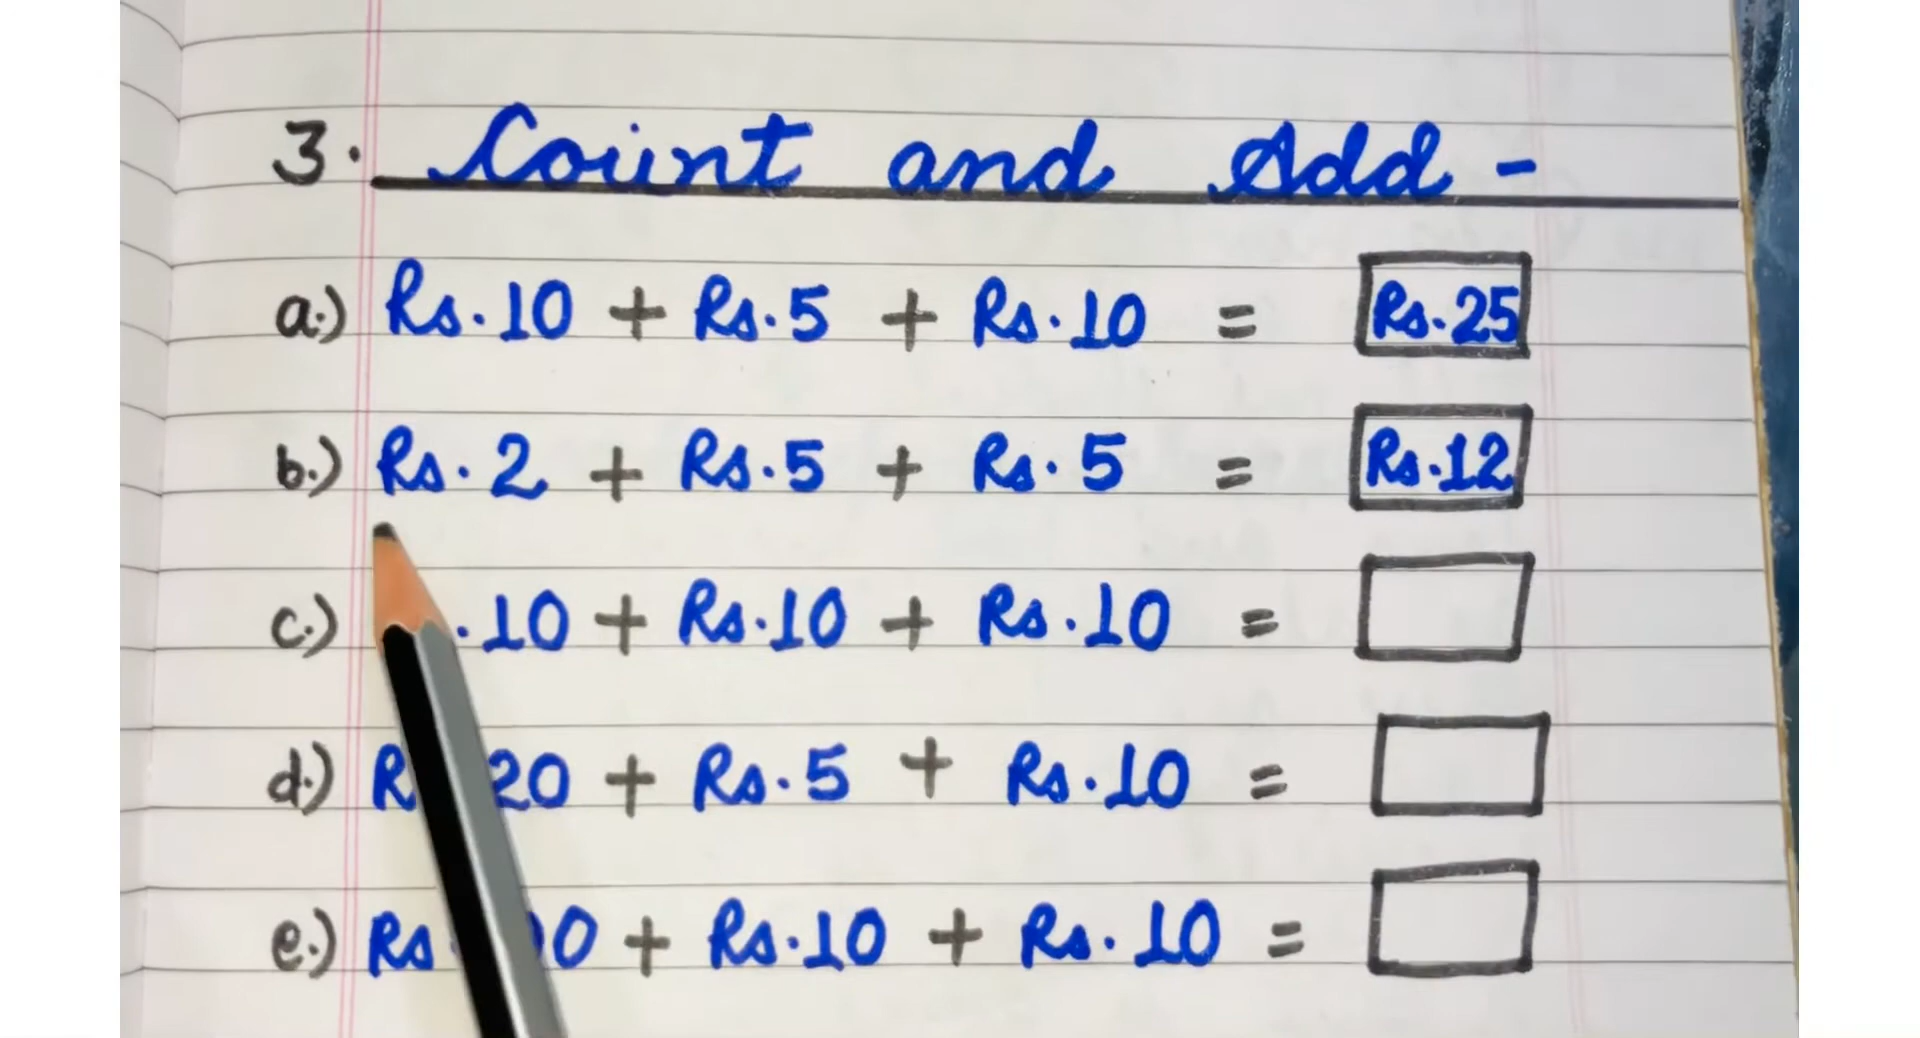 3. Count and Add -
a.) Rs.10 + Rs.5 + Rs.10 = Rs.25
b.) Rs.2 + Rs.5 + Rs.5 = Rs.12
c.) .10 + Rs.10 + Rs.10 =
d.) R 20 + Rs.5 + Rs.10 =
e.) Rs 0 + Rs.10 + Rs.10 =